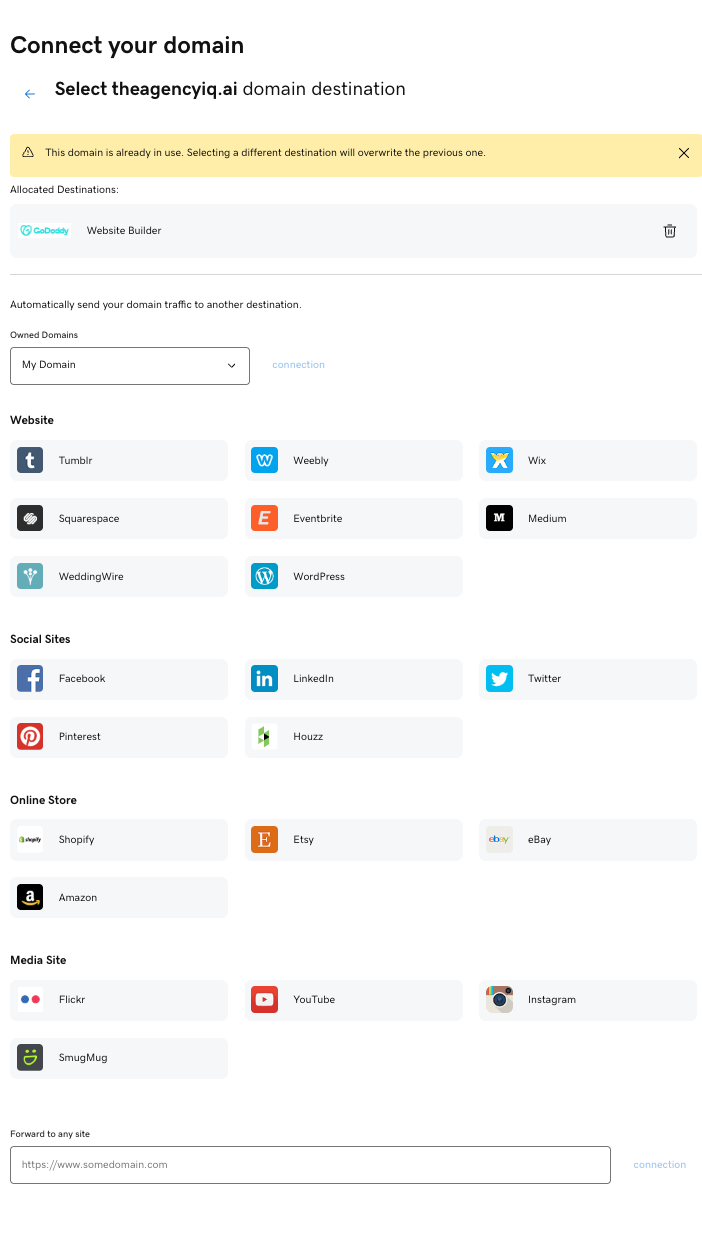 Connect your domain
Select theagencyiq.ai domain destination
This domain is already in use. Selecting a different destination will overwrite the previous one.
Allocated Destinations:
GoDaddy Website Builder
Automatically send your domain traffic to another destination.
Owned Domains
My Domain connection
Website
t Tumblr
Weebly
Wix
Squarespace
E Eventbrite
M Medium
WeddingWire
WordPress
Social Sites
f Facebook
in LinkedIn
Twitter
Pinterest
Houzz
Online Store
shopify Shopify
E Etsy
ebay eBay
a Amazon
Media Site
Flickr
YouTube
Instagram
SmugMug
Forward to any site
https://www.somedomain.com connection